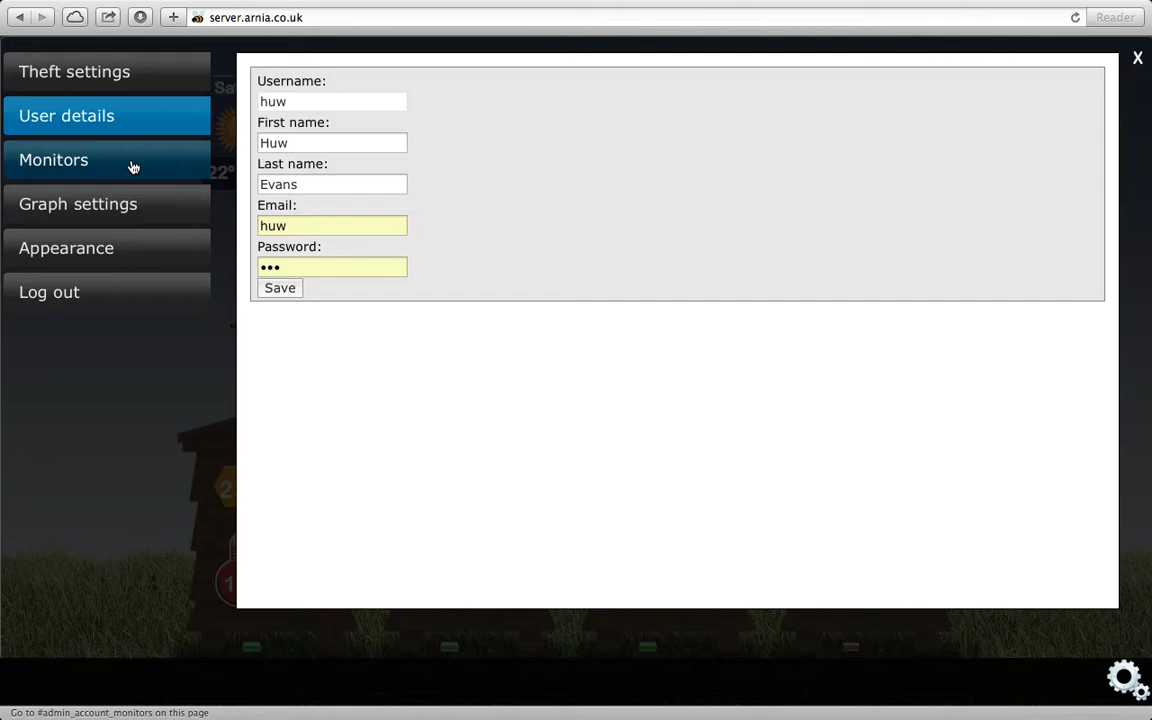 server.arnia.co.uk
Reader
Theft settings
User details
Monitors
Graph settings
Appearance
Log out
X
Username:
huw
First name:
Huw
Last name:
Evans
Email:
huw
Password:
•••
Save
22°
Go to #admin_account_monitors on this page